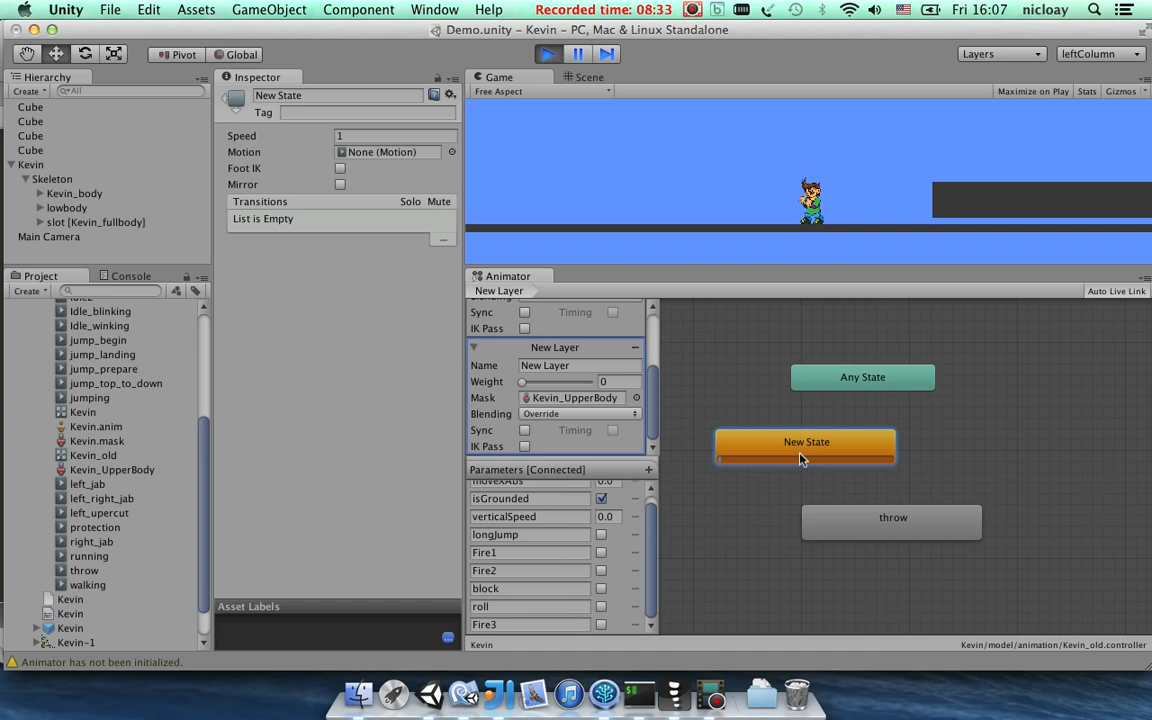 Unity File Edit Assets GameObject Component Window Help Recorded time: 08:33 Fri 16:07 nicloay
Demo.unity - Kevin - PC, Mac & Linux Standalone
Pivot Global Layers leftColumn
Hierarchy
Create All
Cube
Cube
Cube
Cube
Kevin
Skeleton
Kevin_body
lowbody
slot [Kevin_fullbody]
Main Camera
Project Console
Create
Idle2
Idle_blinking
Idle_winking
jump_begin
jump_landing
jump_prepare
jump_top_to_down
jumping
Kevin
Kevin.anim
Kevin.mask
Kevin_old
Kevin_UpperBody
left_jab
left_right_jab
left_upercut
protection
right_jab
running
throw
walking
Kevin
Kevin
Kevin
Kevin-1
Inspector
New State
Tag
Speed 1
Motion None (Motion)
Foot IK
Mirror
Transitions Solo Mute
List is Empty
Asset Labels
Game Scene
Free Aspect Maximize on Play Stats Gizmos
Animator
New Layer Auto Live Link
Sync Timing
IK Pass
New Layer
Name New Layer
Weight 0
Mask Kevin_UpperBody
Blending Override
Sync Timing
IK Pass
Parameters [Connected]
moveXAbs 0.0
isGrounded
verticalSpeed 0.0
longJump
Fire1
Fire2
block
roll
Fire3
Any State
New State
throw
Kevin Kevin/model/animation/Kevin_old.controller
Animator has not been initialized.